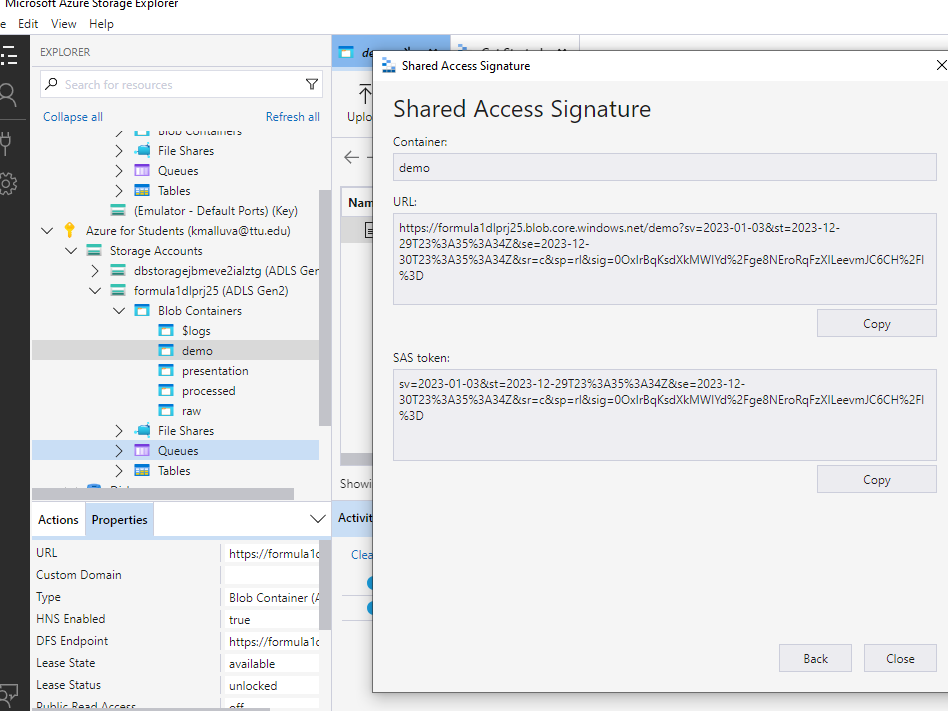 Microsoft Azure Storage Explorer
Edit View Help
EXPLORER
Search for resources
Collapse all Refresh all
Blob Containers
File Shares
Queues
Tables
(Emulator - Default Ports) (Key)
Azure for Students (kmalluva@ttu.edu)
Storage Accounts
dbstoragejbmeve2ialztg (ADLS Ger
formula1dlprj25 (ADLS Gen2)
Blob Containers
$logs
demo
presentation
processed
raw
File Shares
Queues
Tables
Actions Properties
URL https://formula1c
Custom Domain
Type Blob Container (A
HNS Enabled true
DFS Endpoint https://formula1c
Lease State available
Lease Status unlocked
Public Read Access off
Uplo
Nam
Showi
Activit
Clea
Shared Access Signature
Shared Access Signature
Container:
demo
URL:
https://formula1dlprj25.blob.core.windows.net/demo?sv=2023-01-03&st=2023-12-
29T23%3A35%3A34Z&se=2023-12-
30T23%3A35%3A34Z&sr=c&sp=rl&sig=0OxIrBqKsdXkMWIYd%2Fge8NEroRqFzXILeevmJC6CH%2FI
%3D
Copy
SAS token:
sv=2023-01-03&st=2023-12-29T23%3A35%3A34Z&se=2023-12-
30T23%3A35%3A34Z&sr=c&sp=rl&sig=0OxIrBqKsdXkMWIYd%2Fge8NEroRqFzXILeevmJC6CH%2FI
%3D
Copy
Back Close